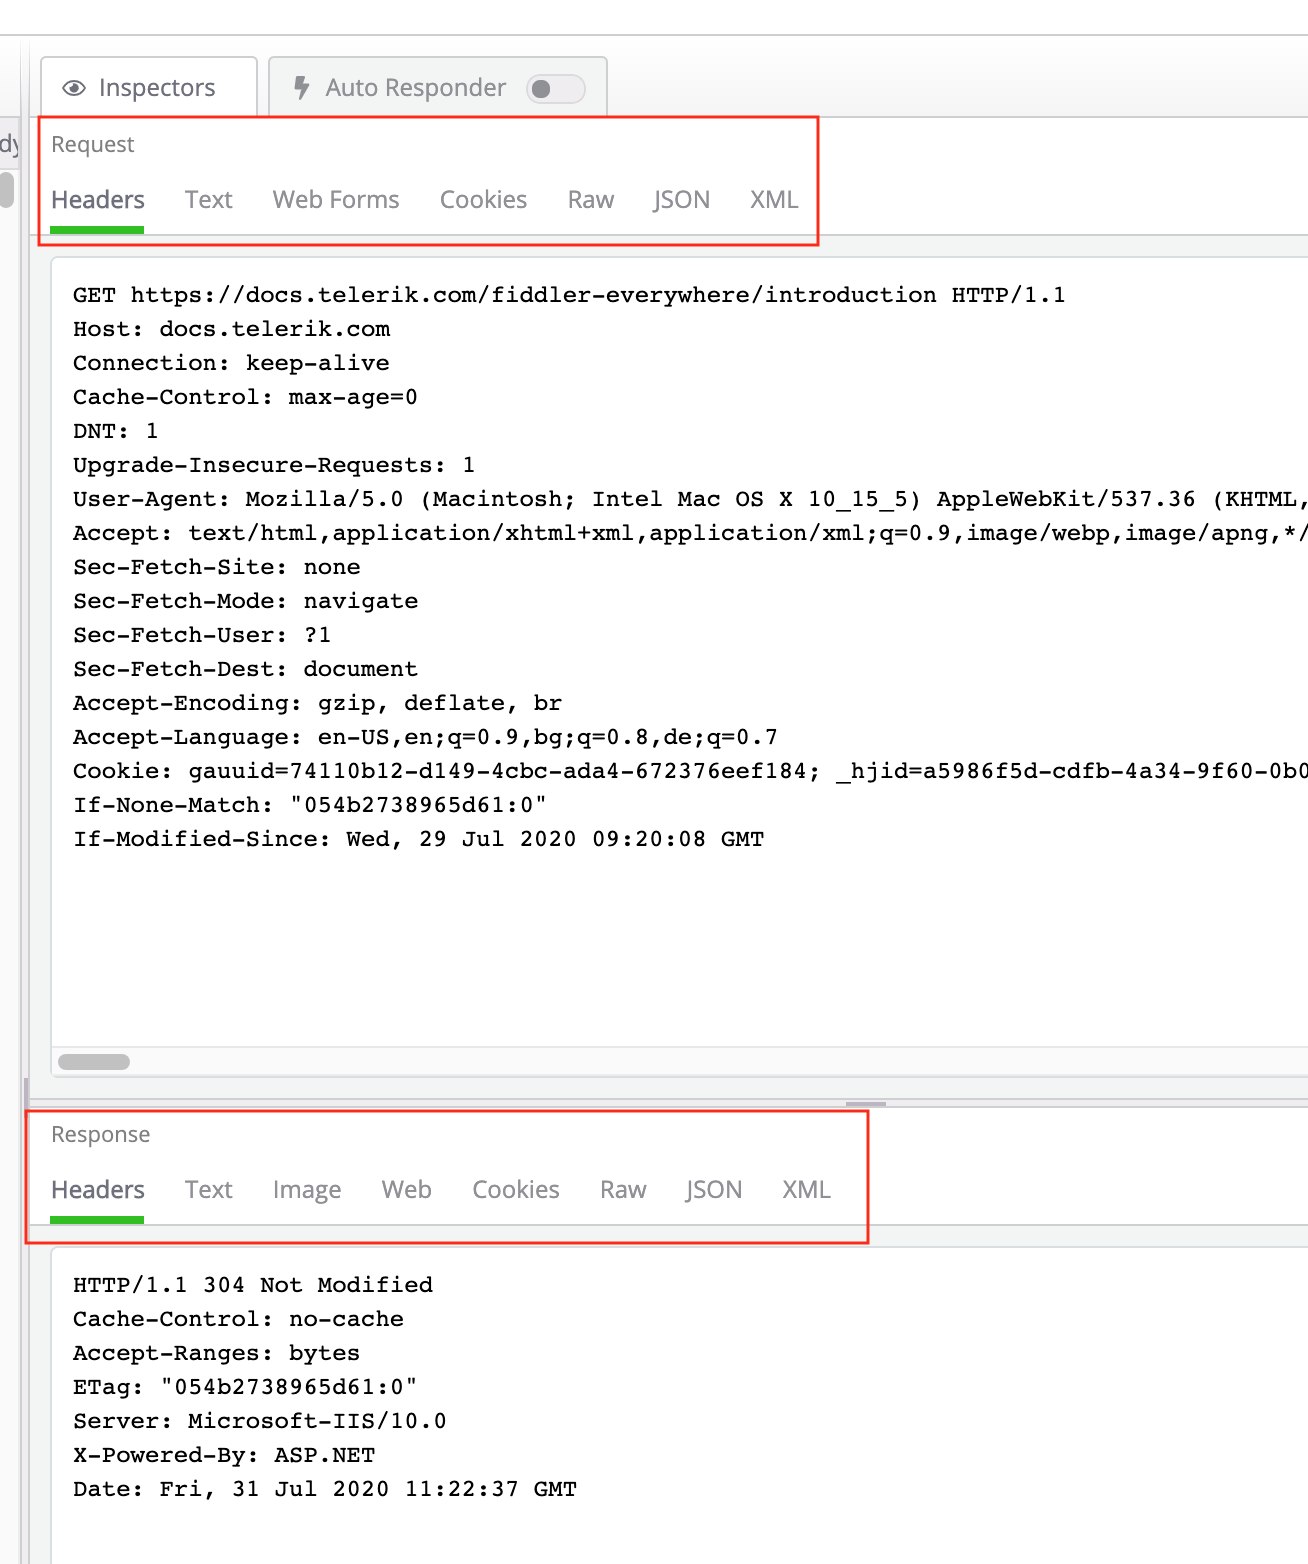 Inspectors Auto Responder
dy
Request
Headers Text Web Forms Cookies Raw JSON XML
GET https://docs.telerik.com/fiddler-everywhere/introduction HTTP/1.1
Host: docs.telerik.com
Connection: keep-alive
Cache-Control: max-age=0
DNT: 1
Upgrade-Insecure-Requests: 1
User-Agent: Mozilla/5.0 (Macintosh; Intel Mac OS X 10_15_5) AppleWebKit/537.36 (KHTML,
Accept: text/html,application/xhtml+xml,application/xml;q=0.9,image/webp,image/apng,*/
Sec-Fetch-Site: none
Sec-Fetch-Mode: navigate
Sec-Fetch-User: ?1
Sec-Fetch-Dest: document
Accept-Encoding: gzip, deflate, br
Accept-Language: en-US,en;q=0.9,bg;q=0.8,de;q=0.7
Cookie: gauuid=74110b12-d149-4cbc-ada4-672376eef184; _hjid=a5986f5d-cdfb-4a34-9f60-0b0
If-None-Match: "054b2738965d61:0"
If-Modified-Since: Wed, 29 Jul 2020 09:20:08 GMT
Response
Headers Text Image Web Cookies Raw JSON XML
HTTP/1.1 304 Not Modified
Cache-Control: no-cache
Accept-Ranges: bytes
ETag: "054b2738965d61:0"
Server: Microsoft-IIS/10.0
X-Powered-By: ASP.NET
Date: Fri, 31 Jul 2020 11:22:37 GMT